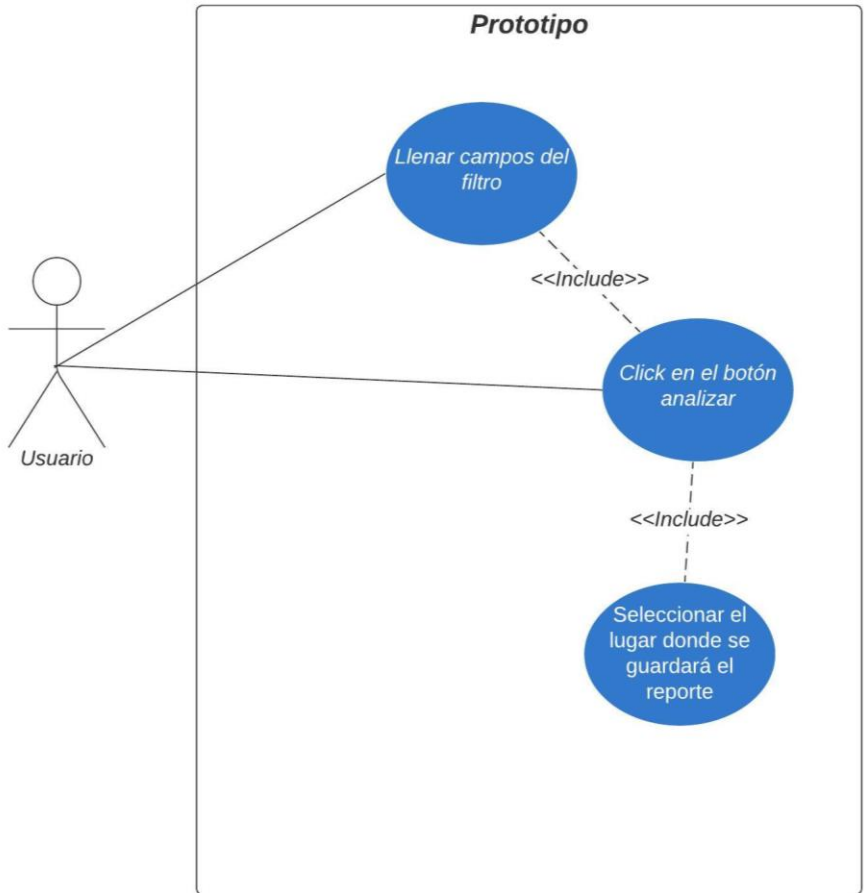 Prototipo
Llenar campos del
filtro
<<Include>>
Click en el botón
analizar
Usuario
<<Include>>
Seleccionar el
lugar donde se
guardará el
reporte